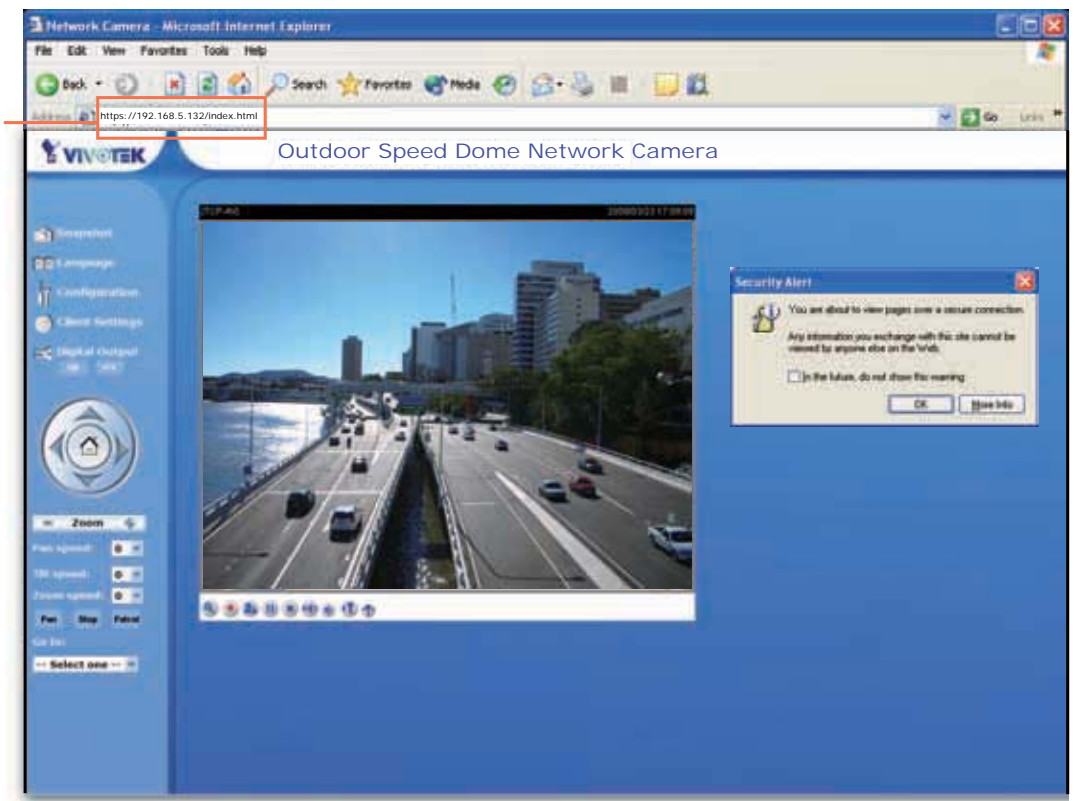 Network Camera - Microsoft Internet Explorer
File Edit View Favorites Tools Help
Back Search Favorites Media
Address https://192.168.5.132/index.html Go Links
VIVOTEK
Outdoor Speed Dome Network Camera
Snapshot
Language
Configuration
Client Settings
Digital Output
Zoom
Pan speed: 0
Tilt speed: 0
Zoom speed: 0
Pan Stop Patrol
Go to:
-- Select one --
Security Alert
You are about to view pages over a secure connection.
Any information you exchange with this site cannot be
viewed by anyone else on the Web.
In the future, do not show this warning
OK More Info